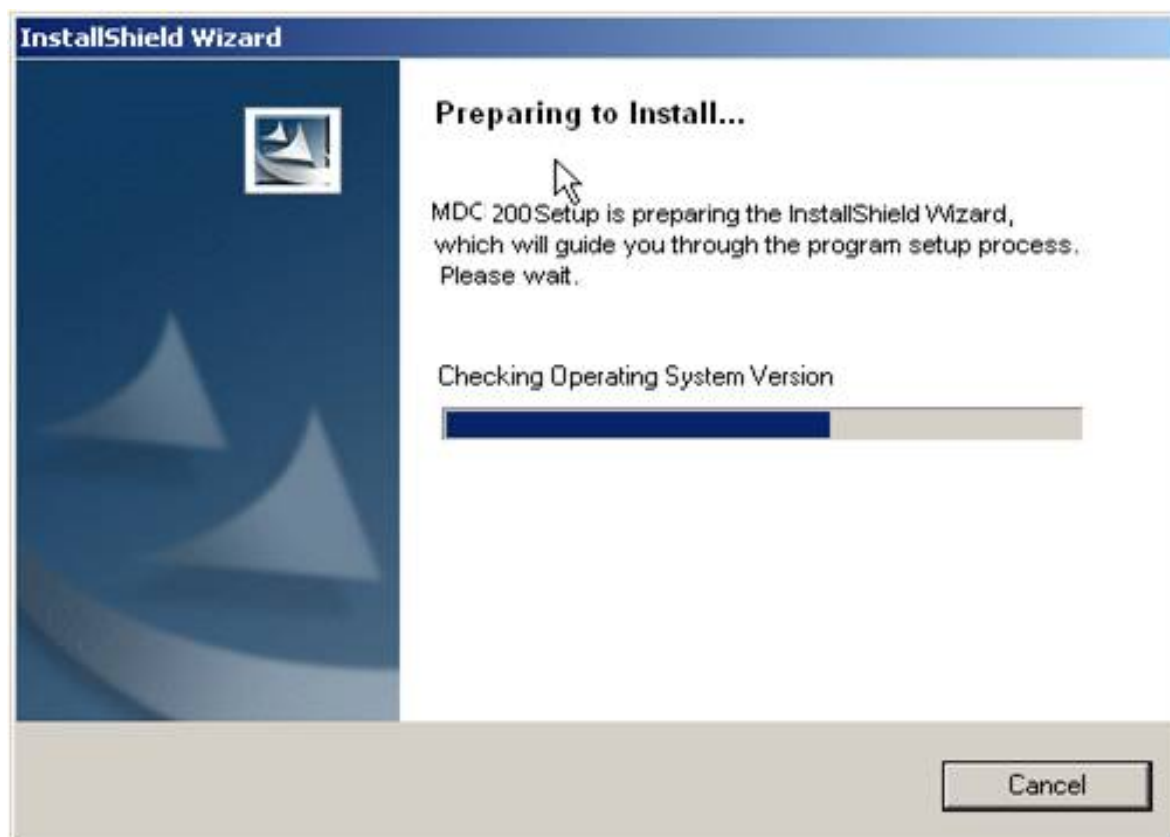 InstallShield Wizard
Preparing to Install...
MDC 200Setup is preparing the InstallShield Wizard,
which will guide you through the program setup process.
Please wait.
Checking Operating System Version
Cancel